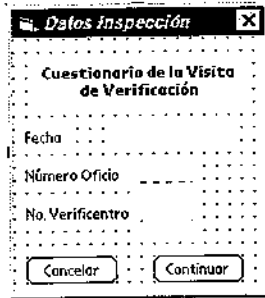 Datos inspección
Cuestionario de la Visita
de Verificación
Fecha
Número Oficio
No. Verificentro
Cancelar
Continuar